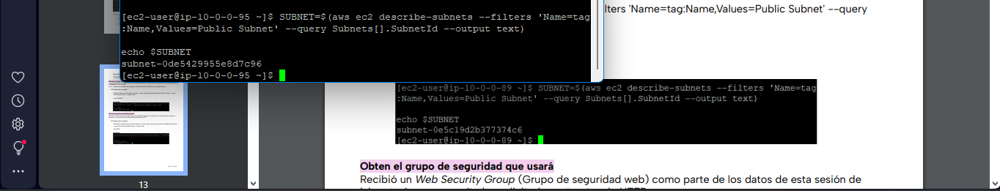 [ec2-user@ip-10-0-0-95 ~]$ SUBNET=$(aws ec2 describe-subnets --filters 'Name=tag
:Name,Values=Public Subnet' --query Subnets[].SubnetId --output text)
echo $SUBNET
subnet-0de5429955e8d7c96
[ec2-user@ip-10-0-0-95 ~]$
lters 'Name=tag:Name,Values=Public Subnet' --query
[ec2-user@ip-10-0-0-89 ~]$ SUBNET=$(aws ec2 describe-subnets --filters 'Name=tag
:Name,Values=Public Subnet' --query Subnets[].SubnetId --output text)
echo $SUBNET
subnet-0e5c19d2b377374c6
[ec2-user@ip-10-0-0-89 ~]$
Obten el grupo de seguridad que usará
Recibió un Web Security Group (Grupo de seguridad web) como parte de los datos de esta sesión de
13